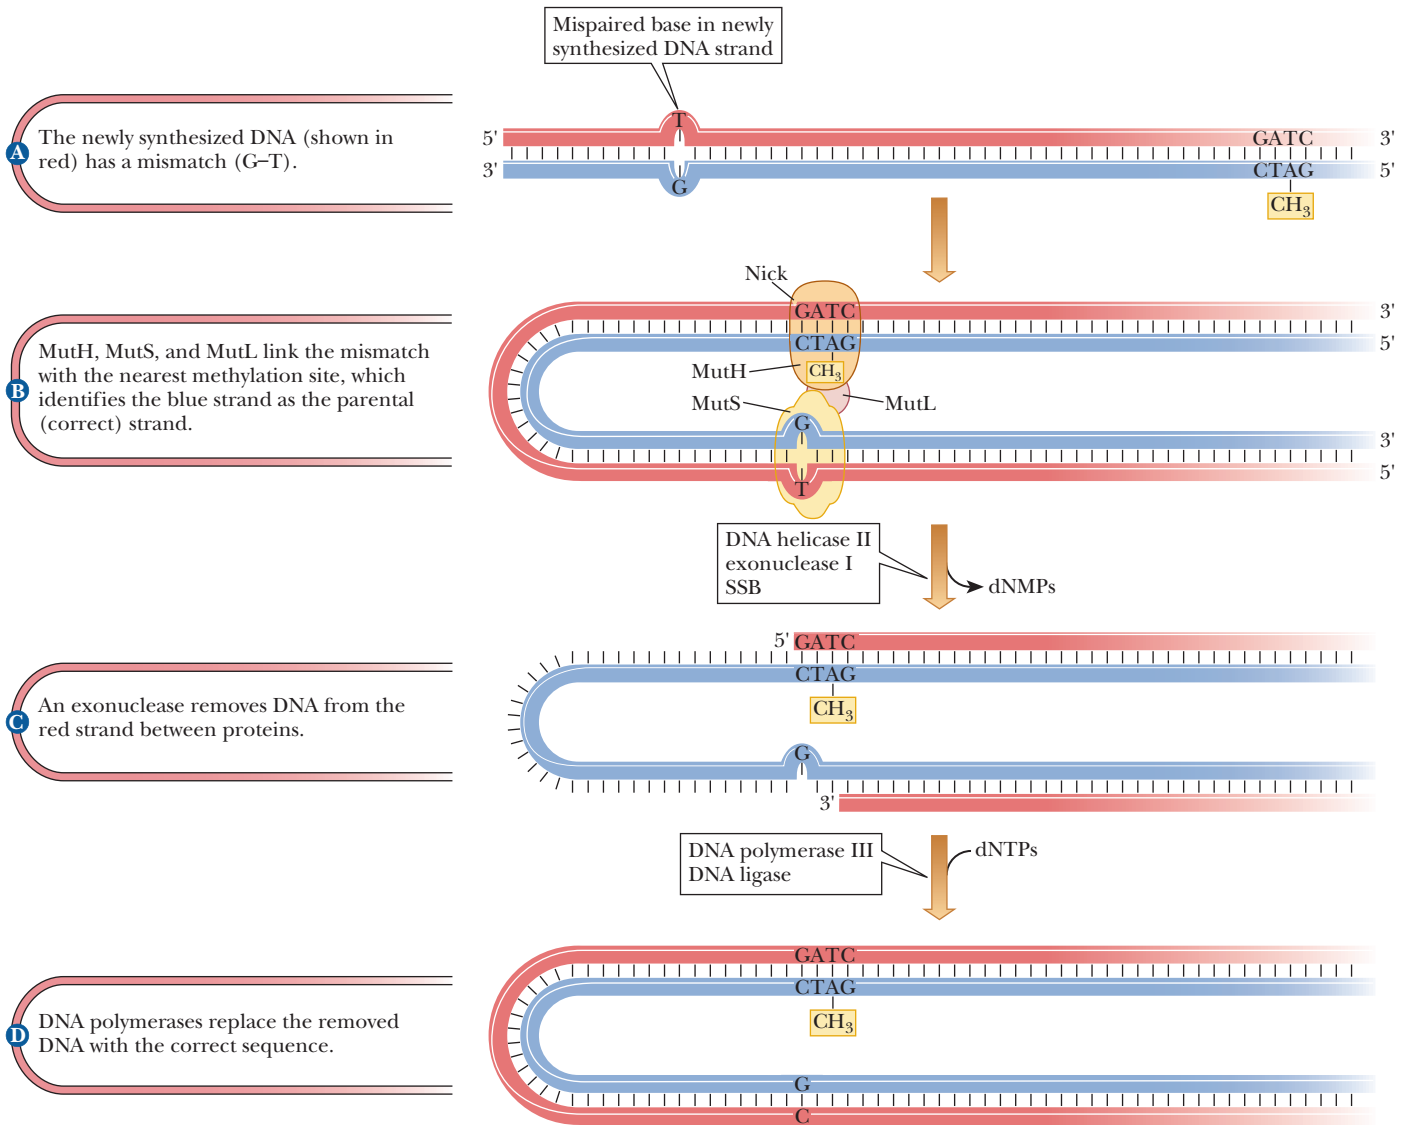 Mispaired base in newly
synthesized DNA strand
A
The newly synthesized DNA (shown in
red) has a mismatch (G–T).
5'
T
GATC
3'
3'
G
CTAG
5'
CH3
Nick
GATC
3'
CTAG
5'
B
MutH, MutS, and MutL link the mismatch
with the nearest methylation site, which
identifies the blue strand as the parental
(correct) strand.
MutH
CH3
MutS
MutL
G
3'
5'
T
DNA helicase II
exonuclease I
SSB
dNMPs
5'
GATC
CTAG
C
An exonuclease removes DNA from the
red strand between proteins.
CH3
G
3'
DNA polymerase III
DNA ligase
dNTPs
GATC
CTAG
D
DNA polymerases replace the removed
DNA with the correct sequence.
CH3
G
C